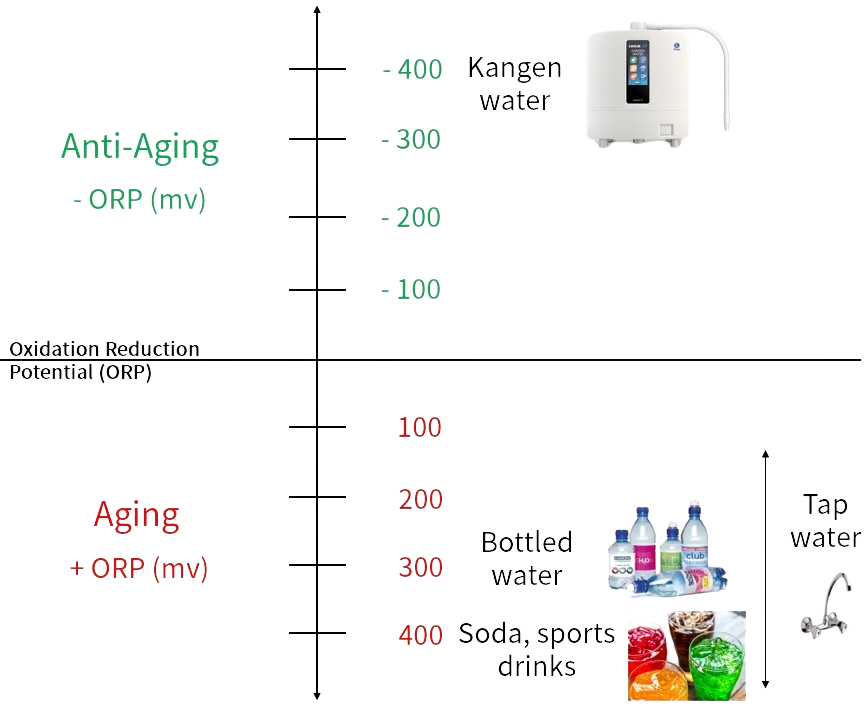 - 400
Kangen
water
- 300
Anti-Aging
- ORP (mv)
- 200
- 100
Oxidation Reduction
Potential (ORP)
100
200
Aging
+ ORP (mv)
300
400
Bottled
water
club
Tap
water
Soda, sports
drinks